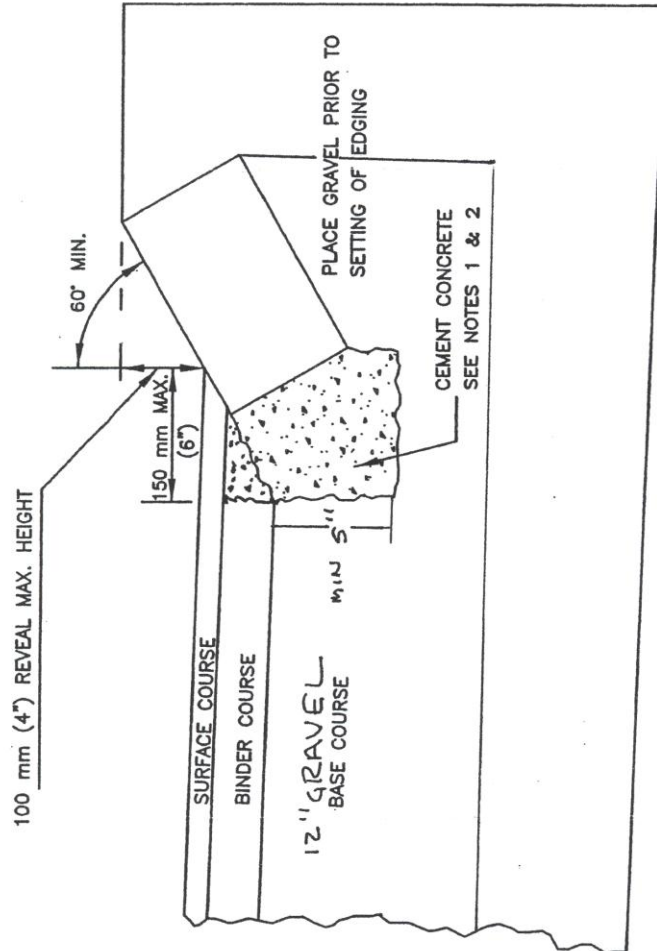 100 mm (4") REVEAL MAX. HEIGHT
60° MIN.
150 mm MAX.
(6")
SURFACE COURSE
BINDER COURSE
12" GRAVEL
BASE COURSE
MIN 5"
PLACE GRAVEL PRIOR TO
SETTING OF EDGING
CEMENT CONCRETE
SEE NOTES 1 & 2